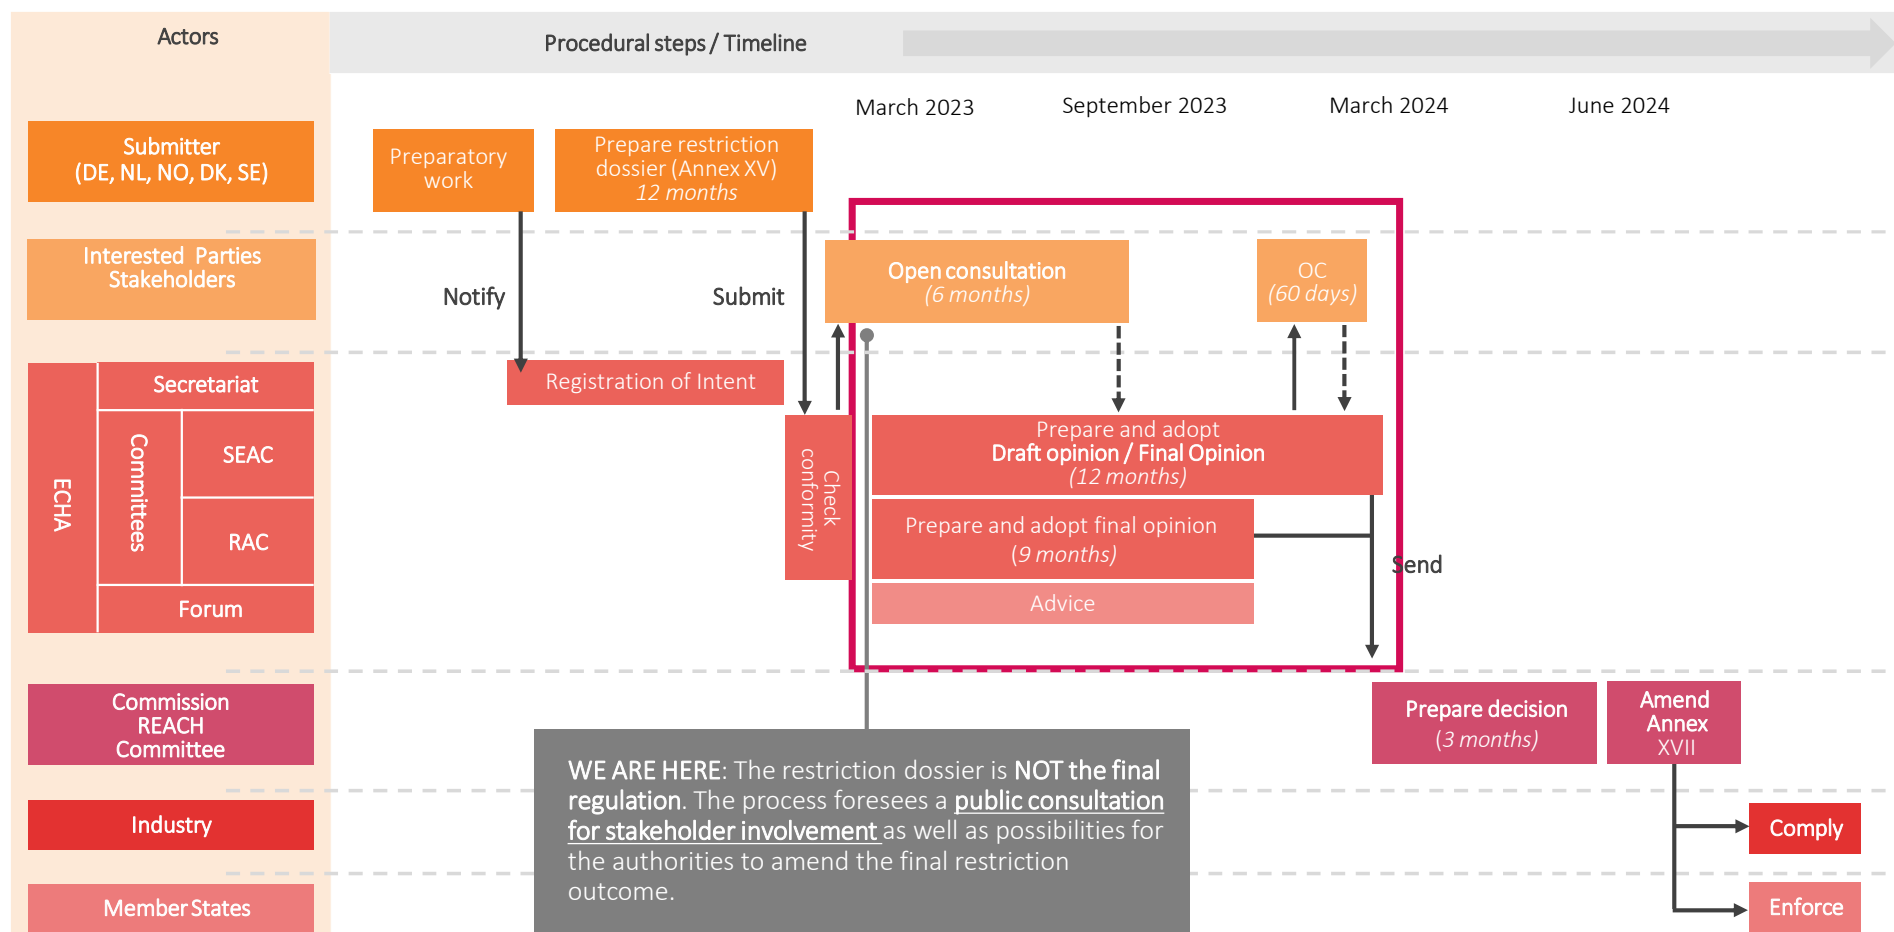 Actors
Procedural steps / Timeline
March 2023
September 2023
March 2024
June 2024
Submitter
(DE, NL, NO, DK, SE)
Preparatory
work
Prepare restriction
dossier (Annex XV)
12 months
Interested Parties
Stakeholders
Notify
Submit
Open consultation
(6 months)
OC
(60 days)
ECHA
Secretariat
Committees
SEAC
RAC
Forum
Registration of Intent
Check
conformity
Prepare and adopt
Draft opinion / Final Opinion
(12 months)
Prepare and adopt final opinion
(9 months)
Advice
Send
Commission
REACH
Committee
Prepare decision
(3 months)
Amend
Annex
XVII
WE ARE HERE: The restriction dossier is NOT the final
regulation. The process foresees a public consultation
for stakeholder involvement as well as possibilities for
the authorities to amend the final restriction
outcome.
Industry
Comply
Member States
Enforce